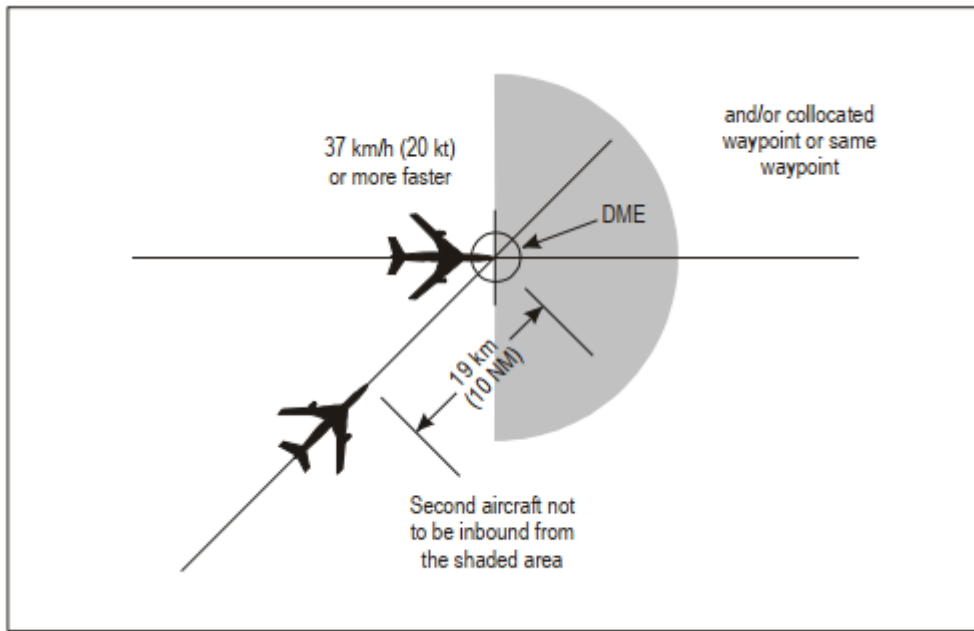 37 km/h (20 kt)
or more faster
and/or collocated
waypoint or same
waypoint
DME
19 km
(10 NM)
Second aircraft not
to be inbound from
the shaded area